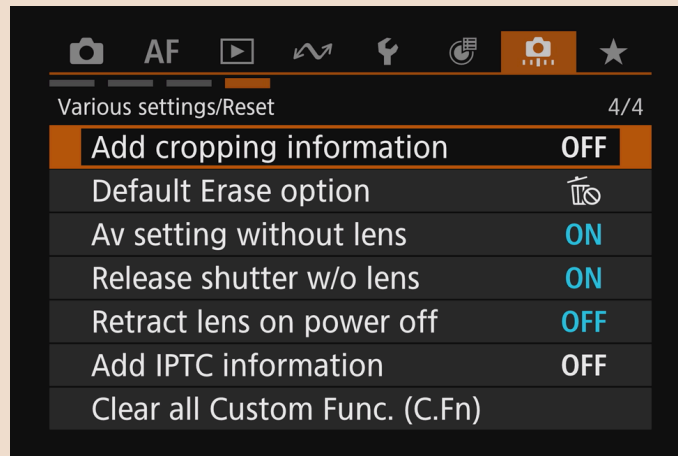 AF
Various settings/Reset 4/4
Add cropping information OFF
Default Erase option
Av setting without lens ON
Release shutter w/o lens ON
Retract lens on power off OFF
Add IPTC information OFF
Clear all Custom Func. (C.Fn)